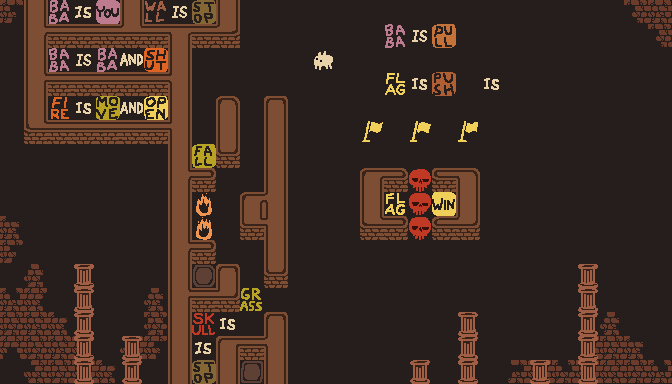 BABA IS YOU WALL IS STOP
BABA IS PULL
BABA IS BABA AND SHUT
FLAG IS PUSH IS
FIRE IS MOVE AND OPEN
FALL
FLAG WIN
GRASS
SKULL IS
IS
STOP